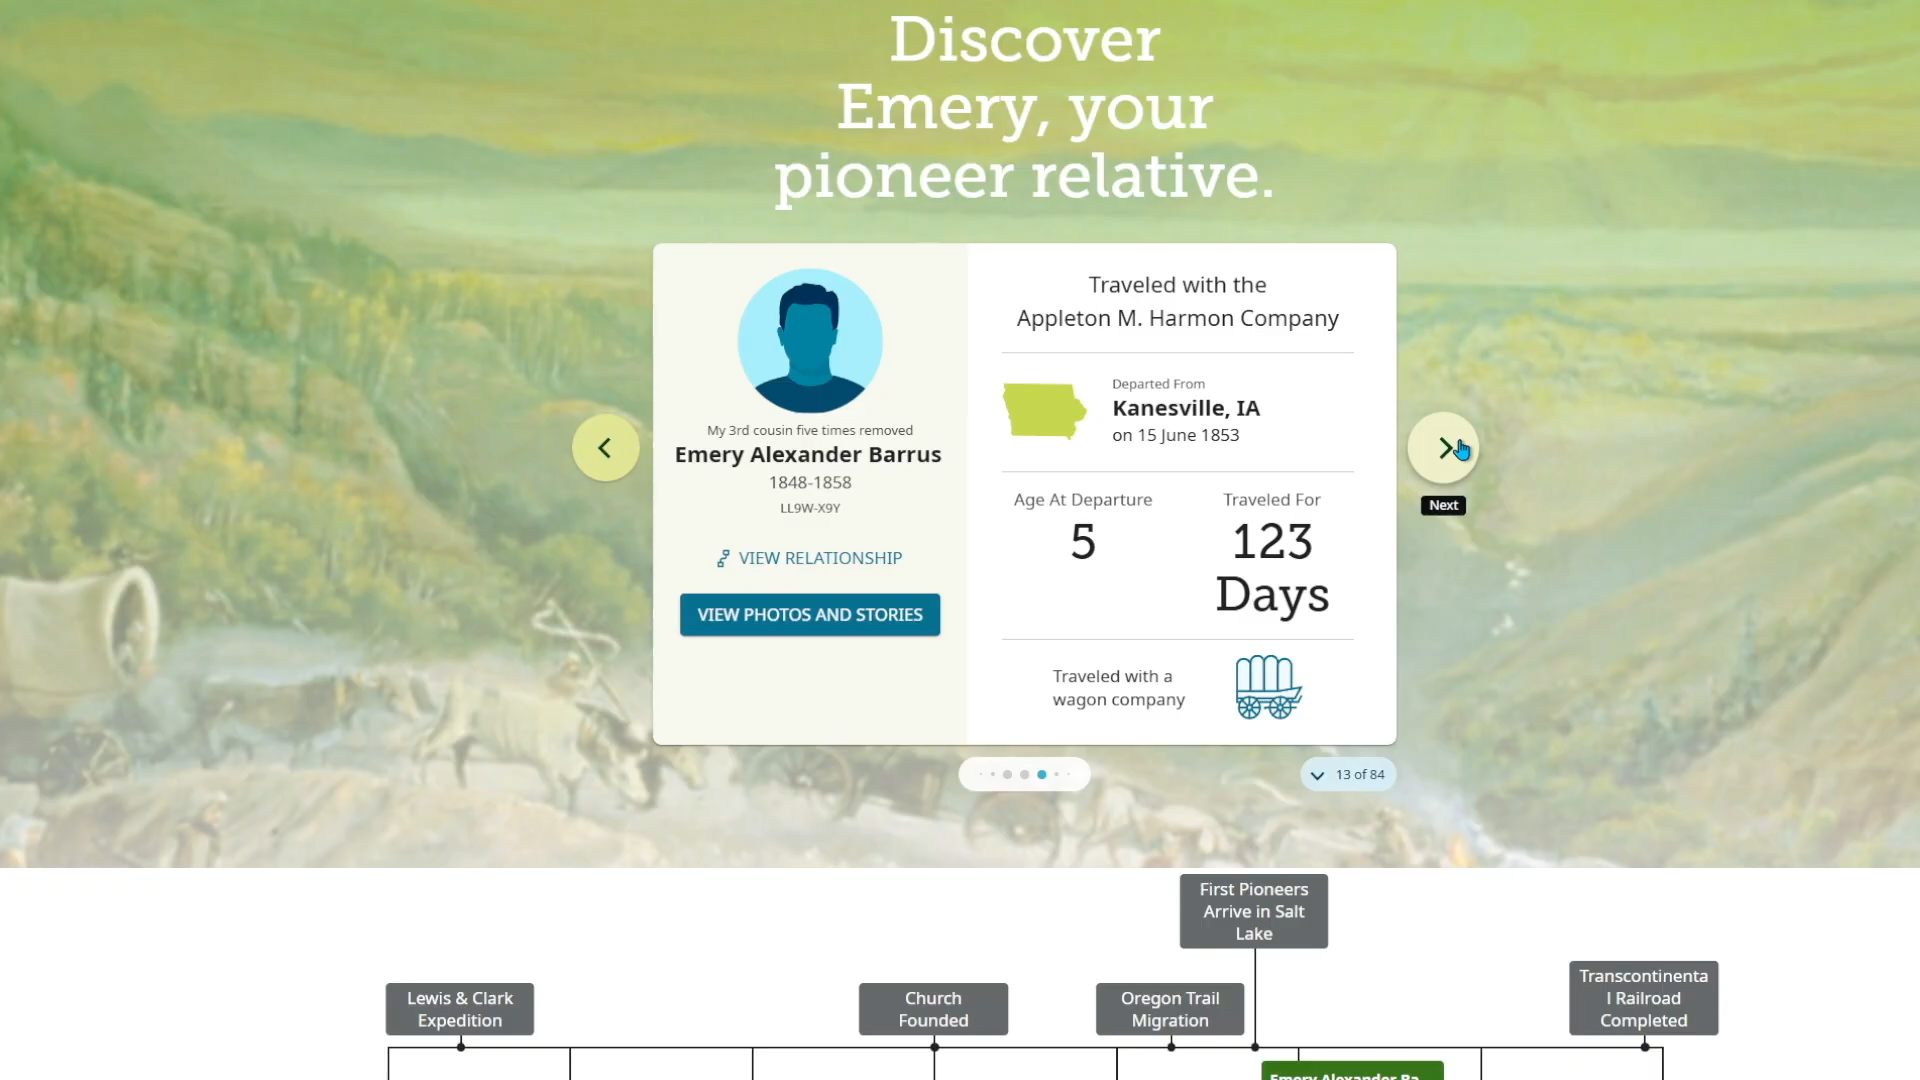 Discover
Emery, your
pioneer relative.
My 3rd cousin five times removed
Emery Alexander Barrus
1848-1858
LL9W-X9Y
VIEW RELATIONSHIP
VIEW PHOTOS AND STORIES
Traveled with the
Appleton M. Harmon Company
Departed From
Kanesville, IA
on 15 June 1853
Age At Departure
5
Traveled For
123
Days
Traveled with a
wagon company
Next
13 of 84
First Pioneers
Arrive in Salt
Lake
Lewis & Clark
Expedition
Church
Founded
Oregon Trail
Migration
Transcontinenta
l Railroad
Completed
Emery Alexander Ba...